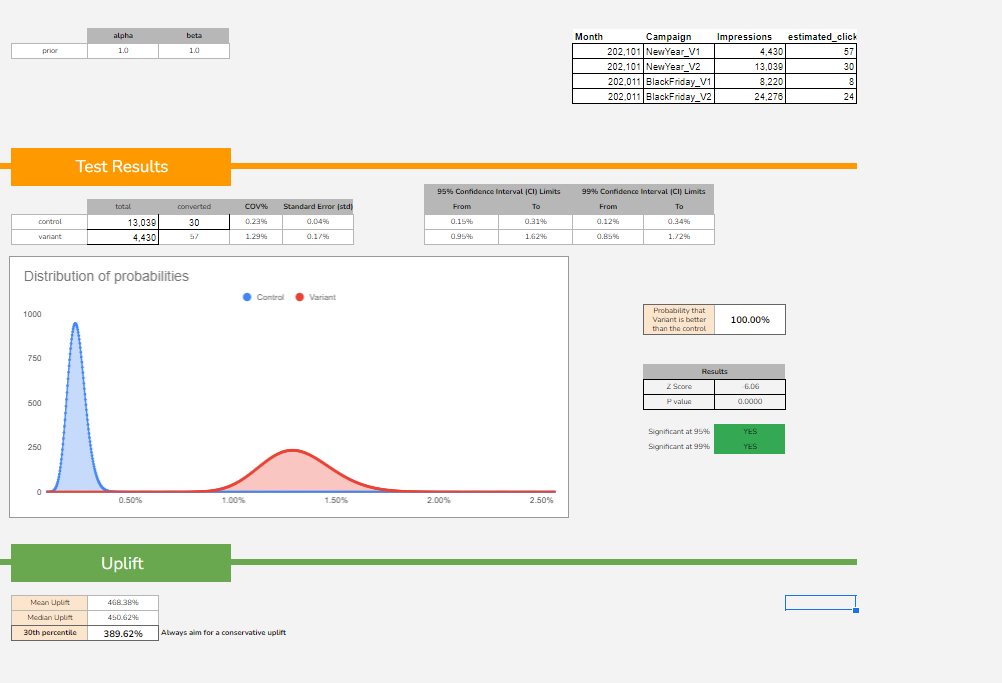 alpha beta
prior 1.0 1.0
Month Campaign Impressions estimated_click
202,101 NewYear_V1 4,430 57
202,101 NewYear_V2 13,039 30
202,011 BlackFriday_V1 8,220 8
202,011 BlackFriday_V2 24,276 24
Test Results
total converted COV% Standard Error (std)
control 13,039 30 0.23% 0.04%
variant 4,430 57 1.29% 0.17%
95% Confidence Interval (CI) Limits 99% Confidence Interval (CI) Limits
From To From To
0.15% 0.31% 0.12% 0.34%
0.95% 1.62% 0.85% 1.72%
Distribution of probabilities
Control Variant
1000
750
500
250
0
0.50% 1.00% 1.50% 2.00% 2.50%
Probability that
Variant is better
than the control
100.00%
Results
Z Score 6.06
P value 0.0000
Significant at 95% YES
Significant at 99% YES
Uplift
Mean Uplift 468.38%
Median Uplift 450.62%
30th percentile 389.62% Always aim for a conservative uplift